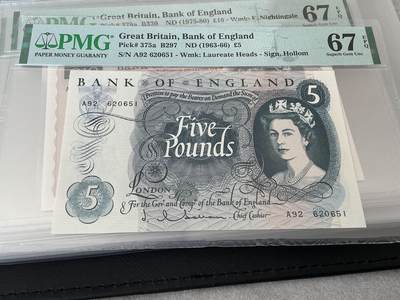 Great Britain, Bank of England
ND (1975-80) £10 - Nightingale
67 EPQ
PMG
PAPER MONEY GUARANTY
Great Britain, Bank of England
Pick# 375a B297 ND (1963-66) £5
S/N A92 620651 - Wmk: Laureate Heads - Sign. Hollom
67 EPQ
Superb Gem Unc
BANK OF ENGLAND
I Promise to pay the Bearer on Demand the Sum of
A92 620651
5
Five
Pounds
LONDON
5
For the Govr and Compa of the Bank of England
Chief Cashier
A92 620651